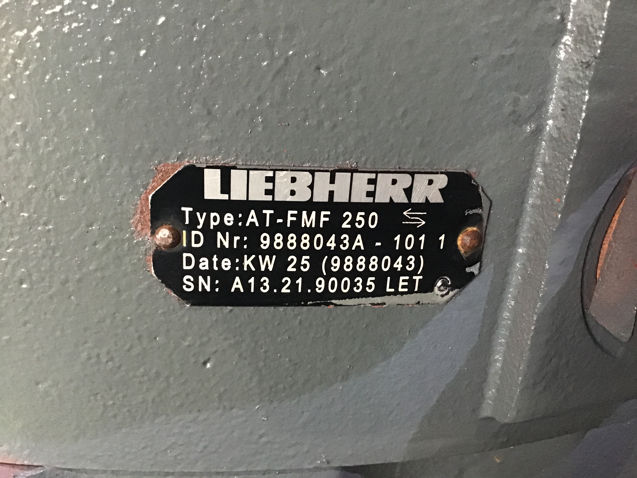 LIEBHERR
Type:AT-FMF 250
ID Nr: 9888043A - 101 1
Date:KW 25 (9888043)
SN: A13.21.90035 LET